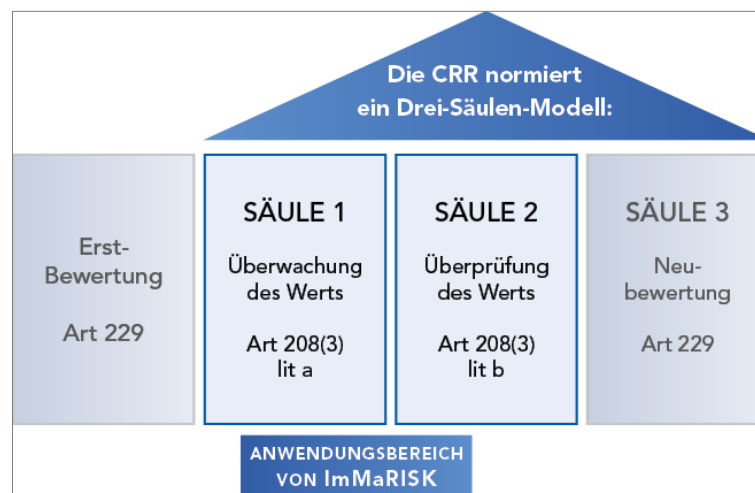 Die CRR normiert
ein Drei-Säulen-Modell:
Erst-
Bewertung
Art 229
SÄULE 1
Überwachung
des Werts
Art 208(3)
lit a
SÄULE 2
Überprüfung
des Werts
Art 208(3)
lit b
SÄULE 3
Neu-
bewertung
Art 229
ANWENDUNGSBEREICH
VON ImMaRISK